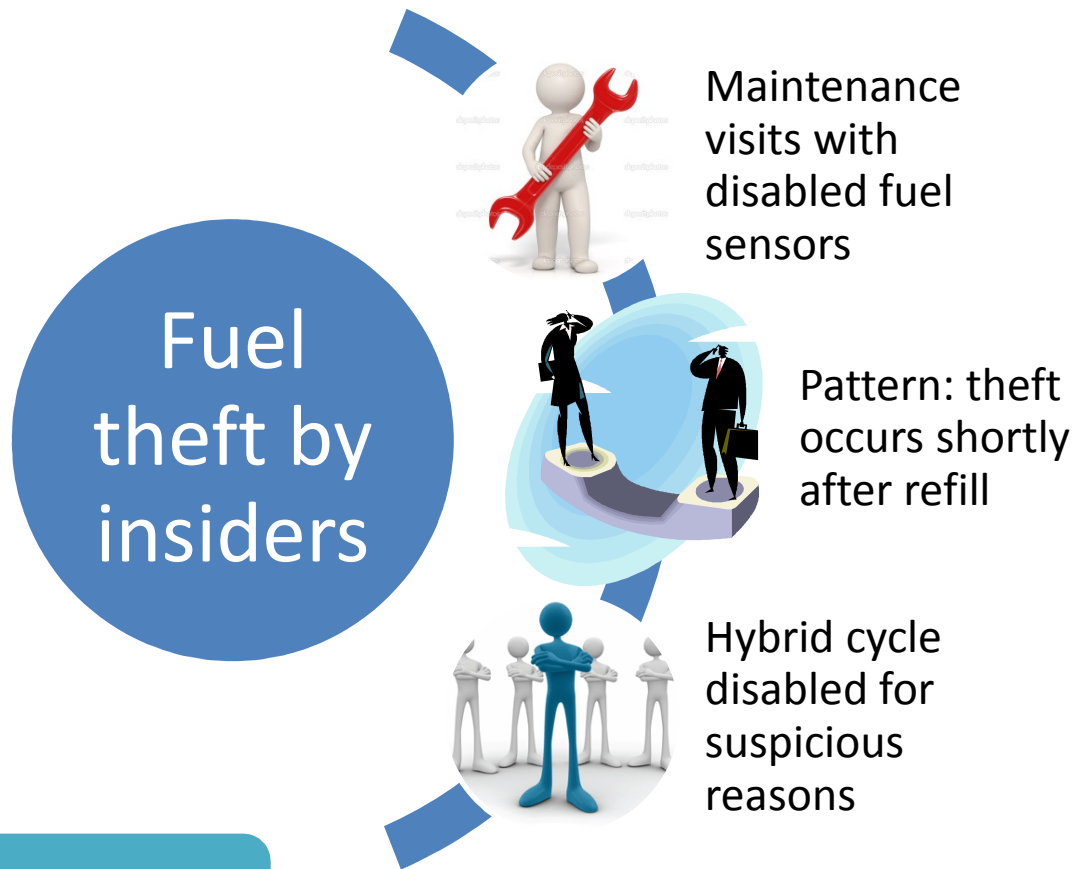 Fuel
theft by
insiders
Maintenance
visits with
disabled fuel
sensors
Pattern: theft
occurs shortly
after refill
Hybrid cycle
disabled for
suspicious
reasons